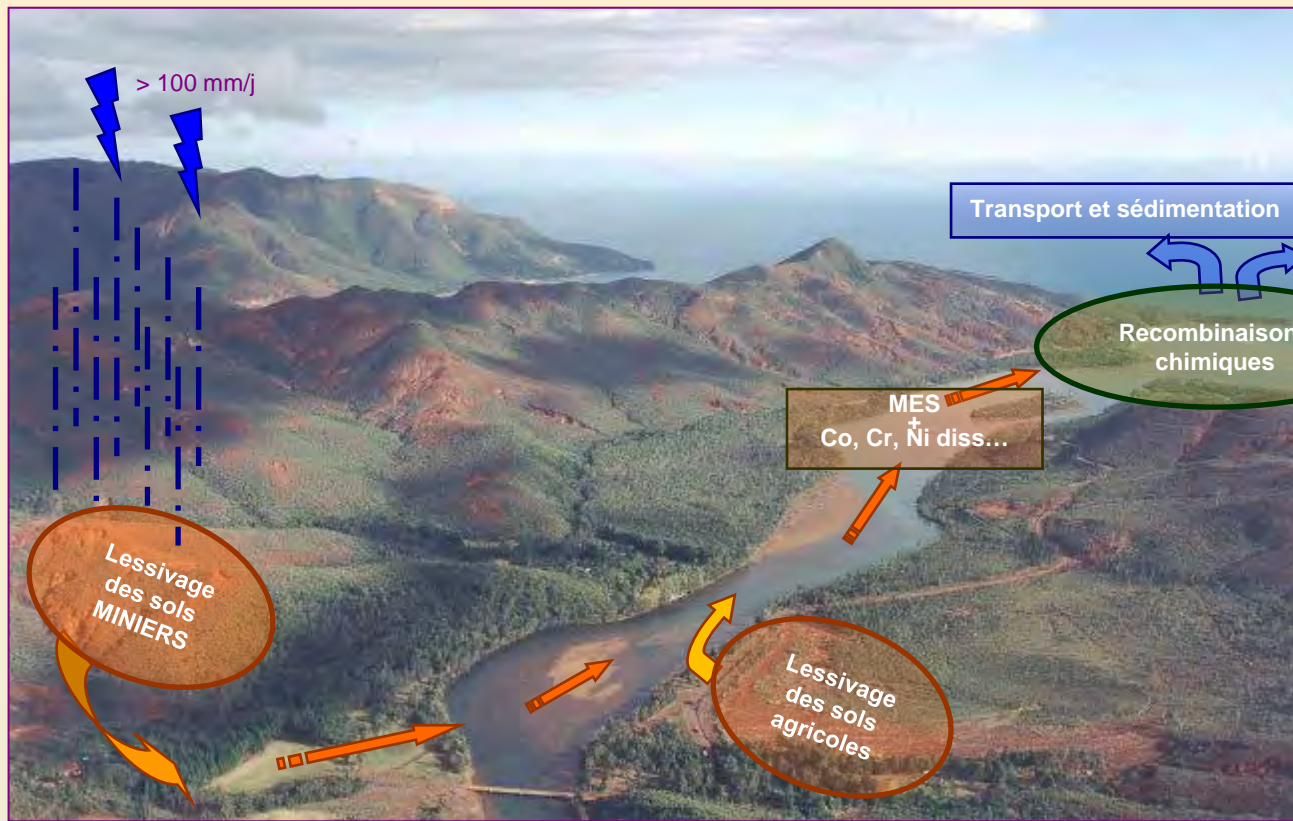 > 100 mm/j
Transport et sédimentation
Recombinaison
chimiques
MES
+
Co, Cr, Ni diss…
Lessivage
des sols
MINIERS
Lessivage
des sols
agricoles